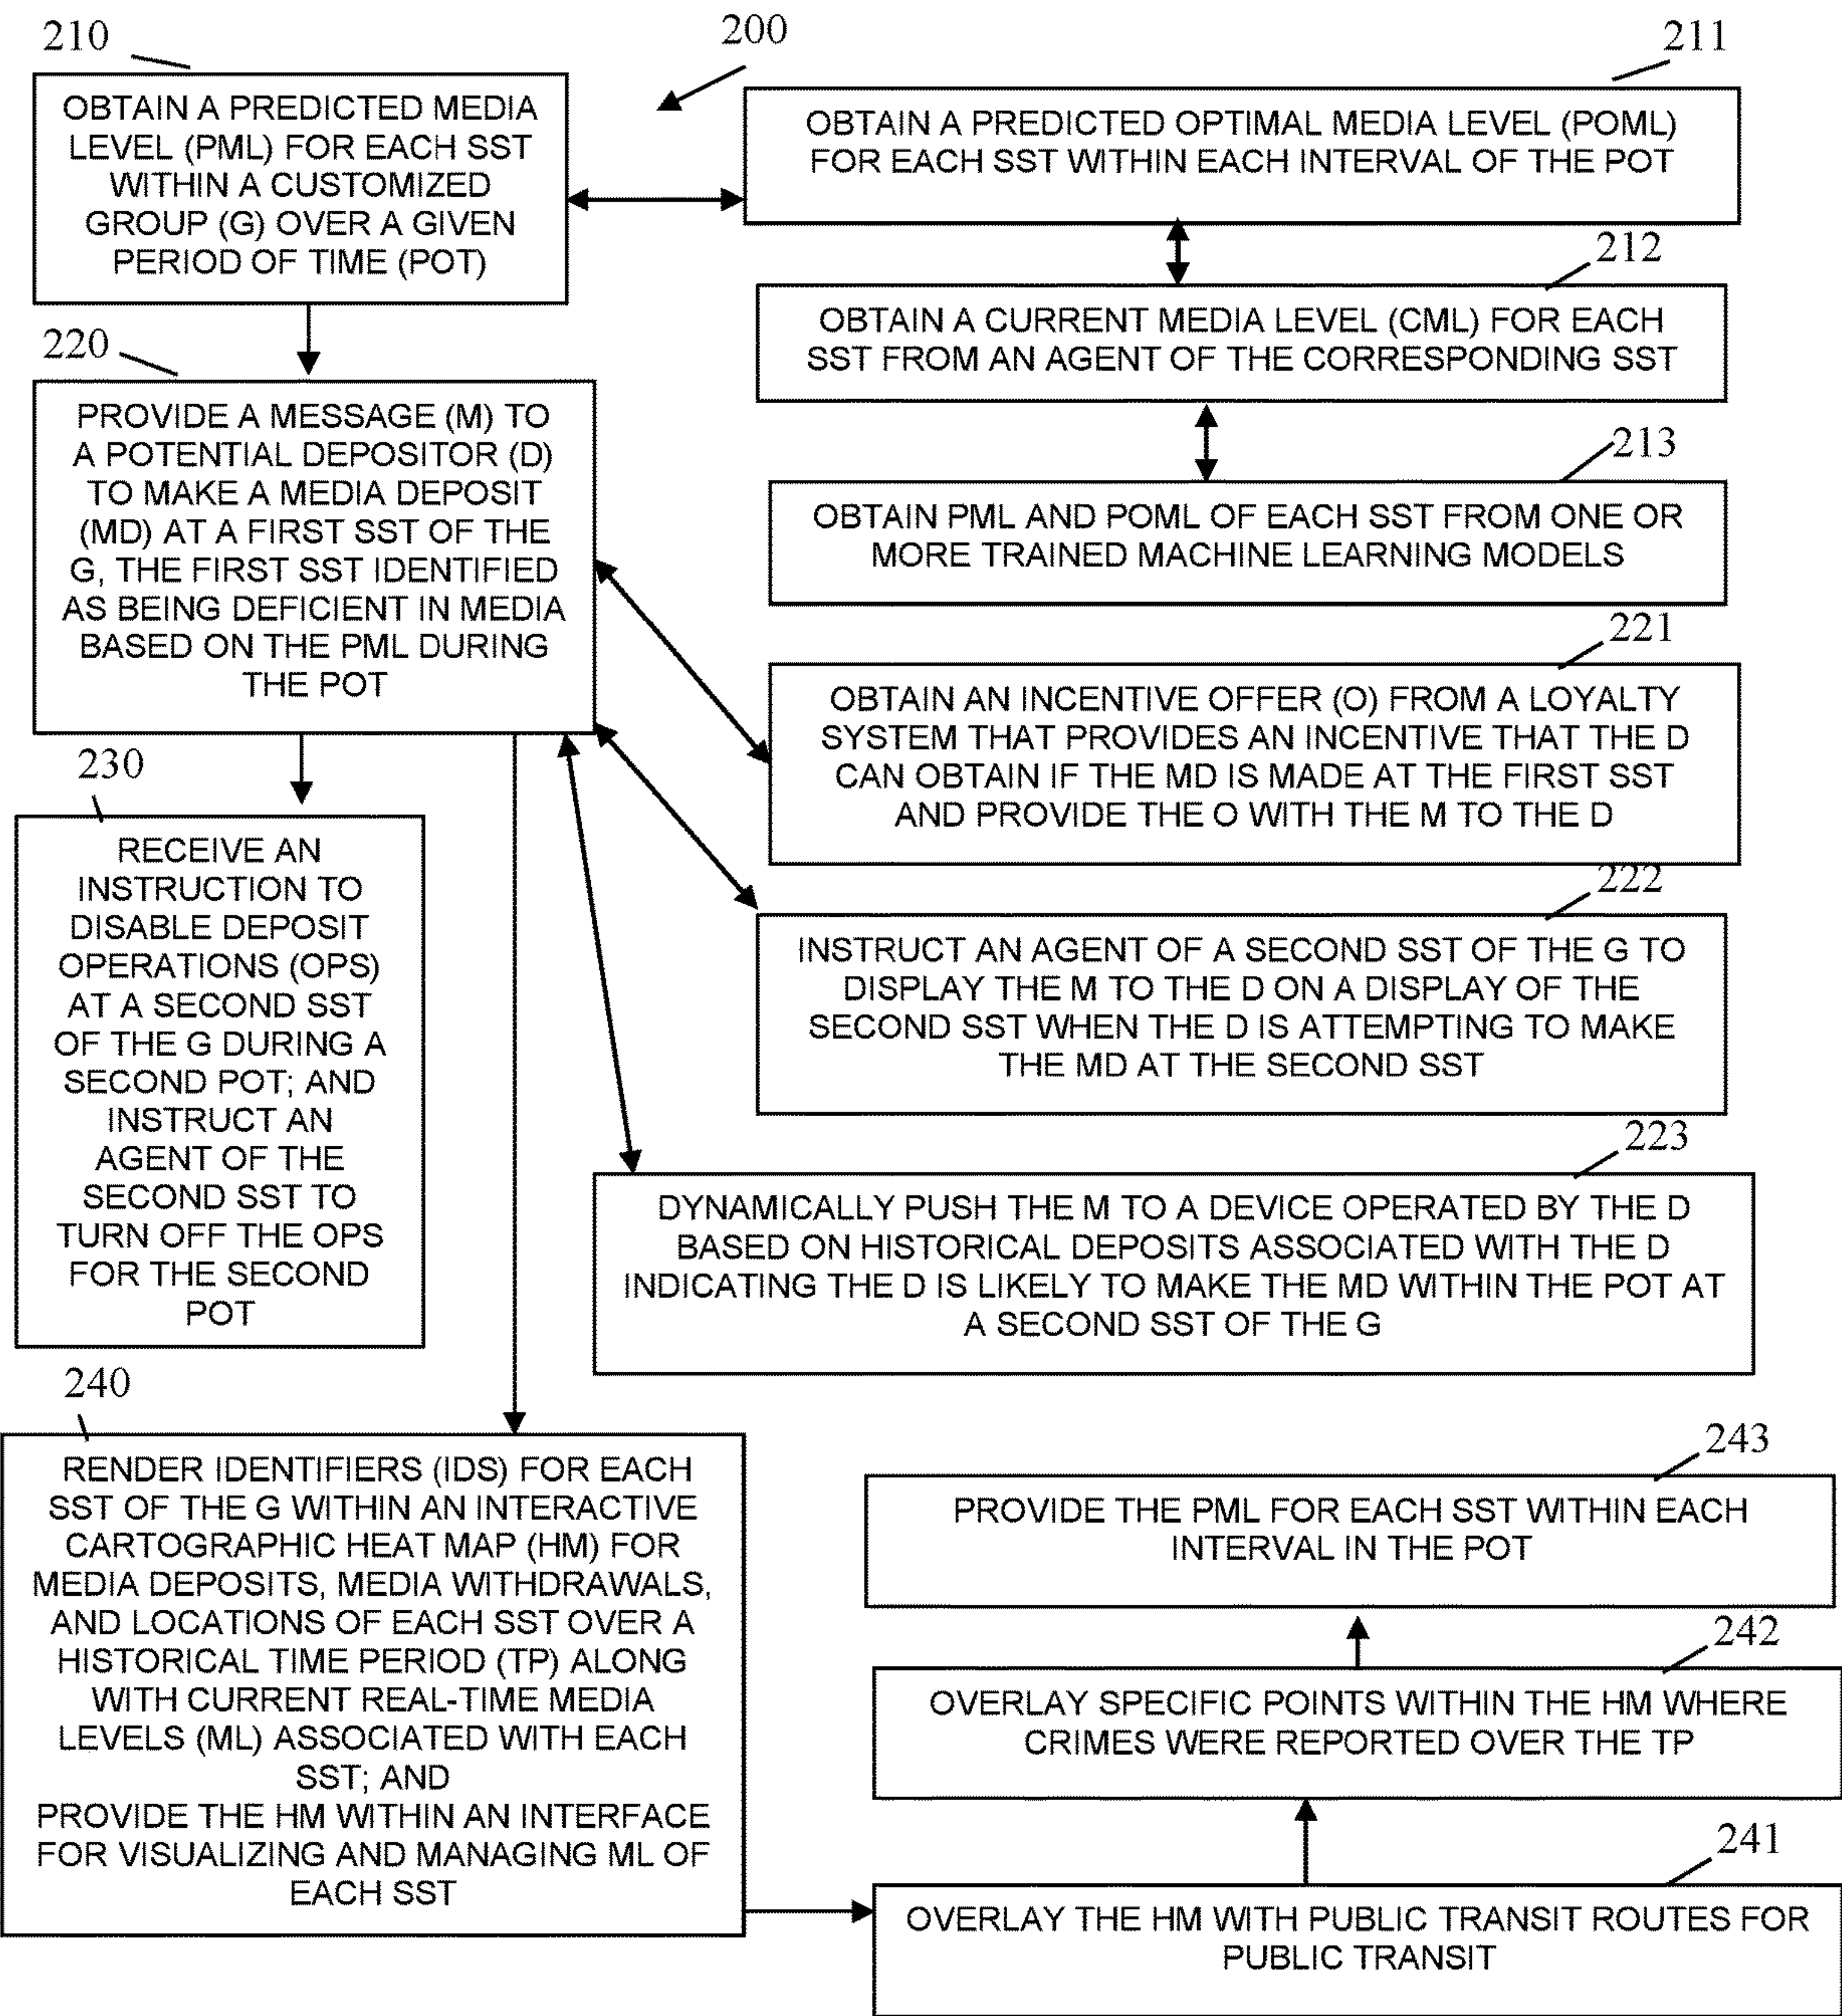 210
200
211
OBTAIN A PREDICTED MEDIA
LEVEL (PML) FOR EACH SST
WITHIN A CUSTOMIZED
GROUP (G) OVER A GIVEN
PERIOD OF TIME (POT)
OBTAIN A PREDICTED OPTIMAL MEDIA LEVEL (POML)
FOR EACH SST WITHIN EACH INTERVAL OF THE POT
212
OBTAIN A CURRENT MEDIA LEVEL (CML) FOR EACH
SST FROM AN AGENT OF THE CORRESPONDING SST
213
OBTAIN PML AND POML OF EACH SST FROM ONE OR
MORE TRAINED MACHINE LEARNING MODELS
220
PROVIDE A MESSAGE (M) TO
A POTENTIAL DEPOSITOR (D)
TO MAKE A MEDIA DEPOSIT
(MD) AT A FIRST SST OF THE
G, THE FIRST SST IDENTIFIED
AS BEING DEFICIENT IN MEDIA
BASED ON THE PML DURING
THE POT
221
OBTAIN AN INCENTIVE OFFER (O) FROM A LOYALTY
SYSTEM THAT PROVIDES AN INCENTIVE THAT THE D
CAN OBTAIN IF THE MD IS MADE AT THE FIRST SST
AND PROVIDE THE O WITH THE M TO THE D
222
INSTRUCT AN AGENT OF A SECOND SST OF THE G TO
DISPLAY THE M TO THE D ON A DISPLAY OF THE
SECOND SST WHEN THE D IS ATTEMPTING TO MAKE
THE MD AT THE SECOND SST
223
DYNAMICALLY PUSH THE M TO A DEVICE OPERATED BY THE D
BASED ON HISTORICAL DEPOSITS ASSOCIATED WITH THE D
INDICATING THE D IS LIKELY TO MAKE THE MD WITHIN THE POT AT
A SECOND SST OF THE G
230
RECEIVE AN
INSTRUCTION TO
DISABLE DEPOSIT
OPERATIONS (OPS)
AT A SECOND SST
OF THE G DURING A
SECOND POT; AND
INSTRUCT AN
AGENT OF THE
SECOND SST TO
TURN OFF THE OPS
FOR THE SECOND
POT
240
RENDER IDENTIFIERS (IDS) FOR EACH
SST OF THE G WITHIN AN INTERACTIVE
CARTOGRAPHIC HEAT MAP (HM) FOR
MEDIA DEPOSITS, MEDIA WITHDRAWALS,
AND LOCATIONS OF EACH SST OVER A
HISTORICAL TIME PERIOD (TP) ALONG
WITH CURRENT REAL-TIME MEDIA
LEVELS (ML) ASSOCIATED WITH EACH
SST; AND
PROVIDE THE HM WITHIN AN INTERFACE
FOR VISUALIZING AND MANAGING ML OF
EACH SST
243
PROVIDE THE PML FOR EACH SST WITHIN EACH
INTERVAL IN THE POT
242
OVERLAY SPECIFIC POINTS WITHIN THE HM WHERE
CRIMES WERE REPORTED OVER THE TP
241
OVERLAY THE HM WITH PUBLIC TRANSIT ROUTES FOR
PUBLIC TRANSIT